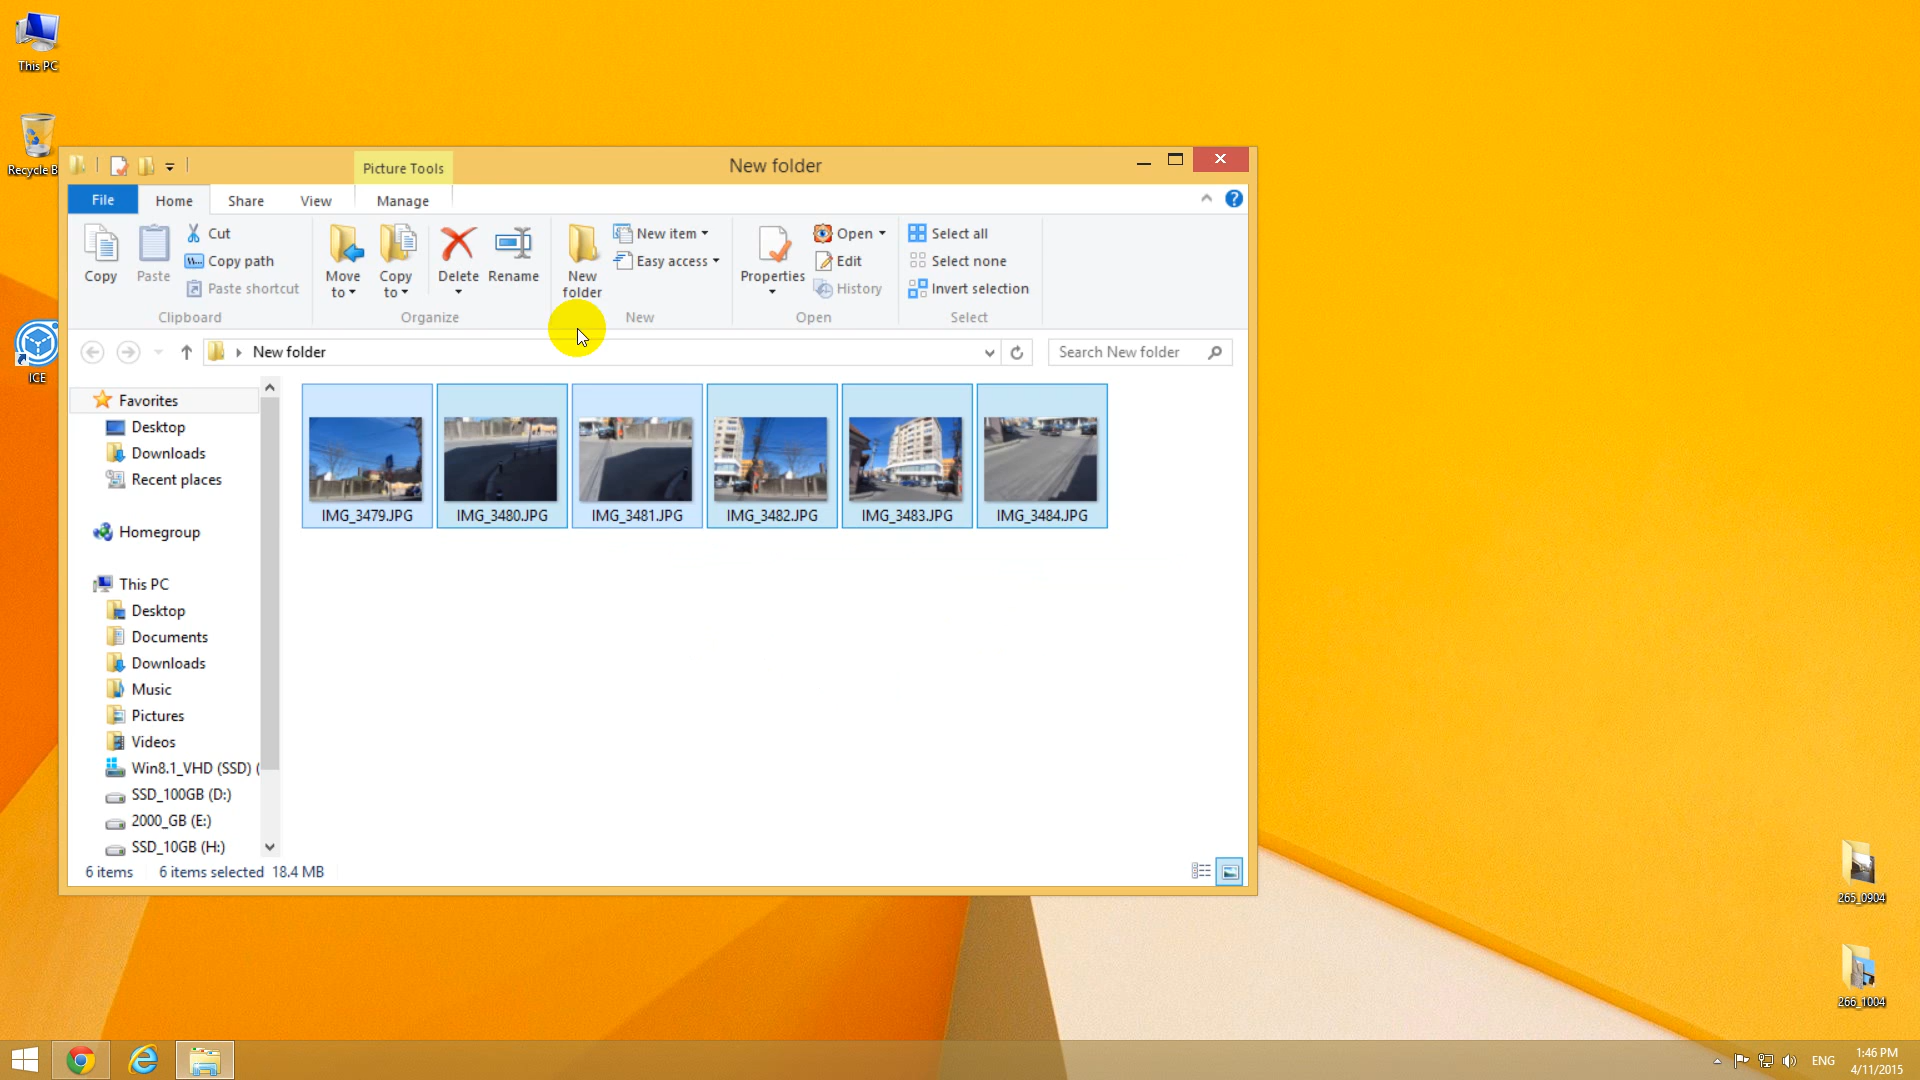 This PC
Recycle B
ICE
Picture Tools
New folder
File
Home
Share
View
Manage
Copy
Paste
Cut
Copy path
Paste shortcut
Clipboard
Move to
Copy to
Delete
Rename
Organize
New folder
New item
Easy access
New
Properties
Open
Edit
History
Open
Select all
Select none
Invert selection
Select
New folder
Search New folder
Favorites
Desktop
Downloads
Recent places
Homegroup
This PC
Desktop
Documents
Downloads
Music
Pictures
Videos
Win8.1_VHD (SSD) (
SSD_100GB (D:)
2000_GB (E:)
SSD_10GB (H:)
IMG_3479.JPG
IMG_3480.JPG
IMG_3481.JPG
IMG_3482.JPG
IMG_3483.JPG
IMG_3484.JPG
6 items
6 items selected 18.4 MB
265_0904
266_1004
ENG
1:46 PM
4/11/2015